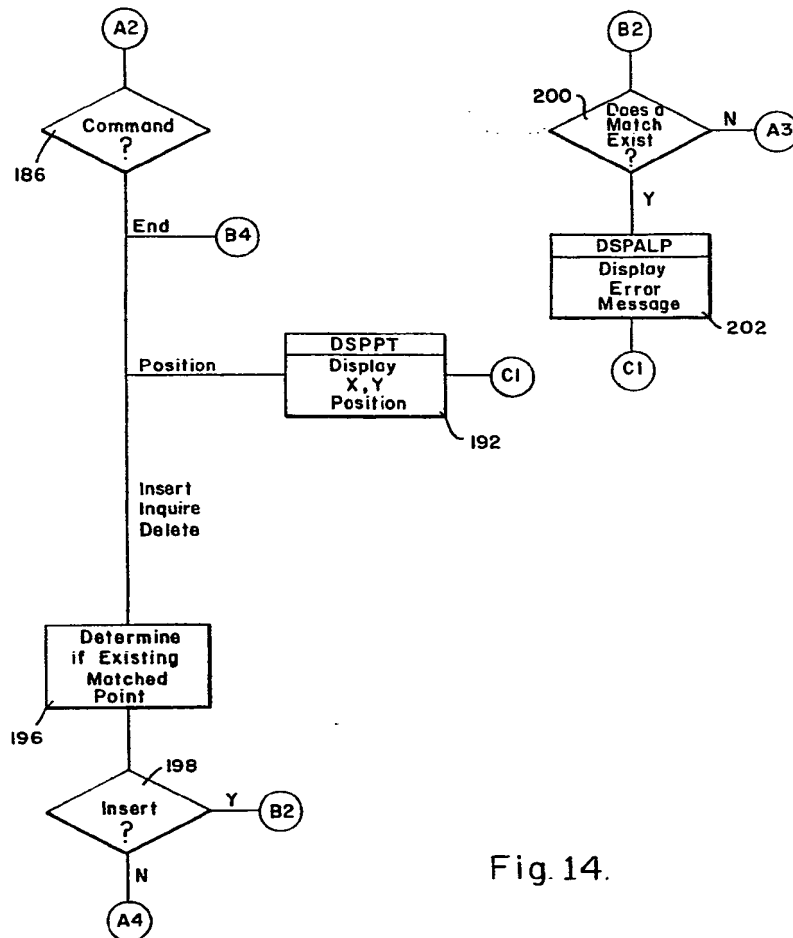 A2
Command
?
186
End
B4
Position
DSPPT
Display
X, Y
Position
192
C1
Insert
Inquire
Delete
Determine
if Existing
Matched
Point
196
198
Insert
?
Y
B2
N
A4
B2
200
Does a
Match
Exist
?
N
A3
Y
DSPALP
Display
Error
Message
202
C1
Fig. 14.